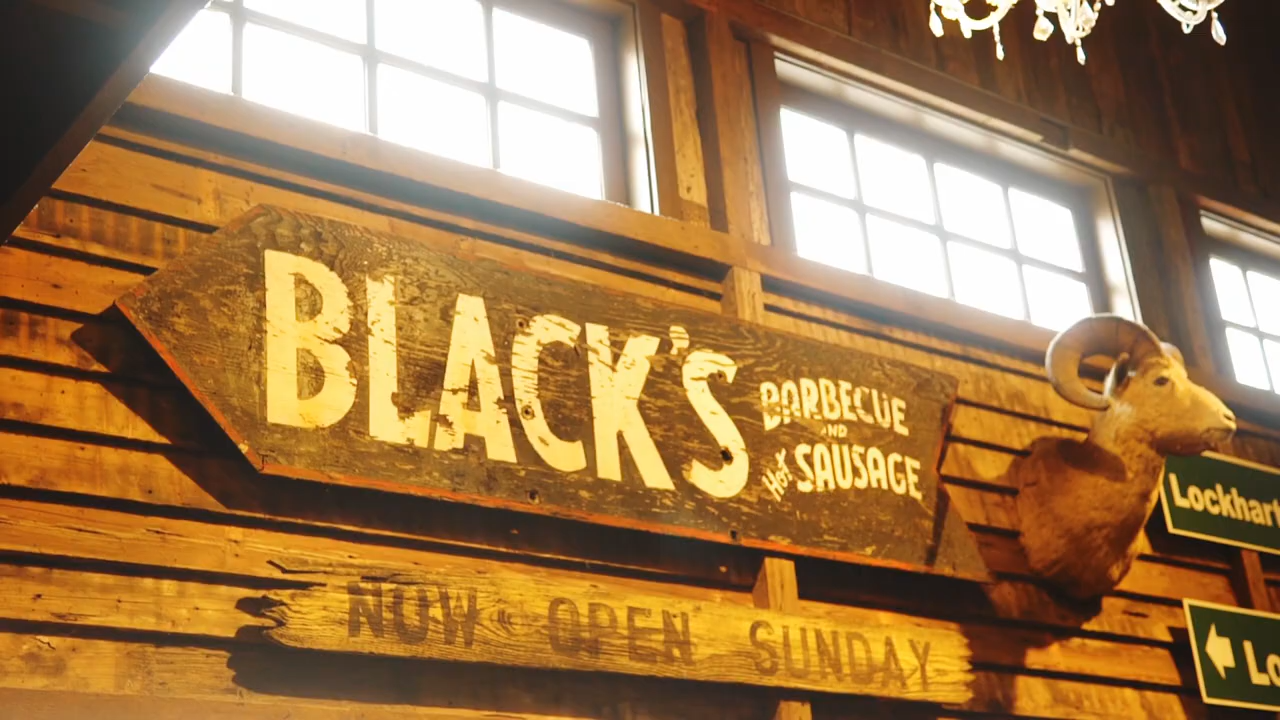 BLACK'S
BARBECUE
AND
HOT SAUSAGE
NOW OPEN SUNDAY
Lockhart